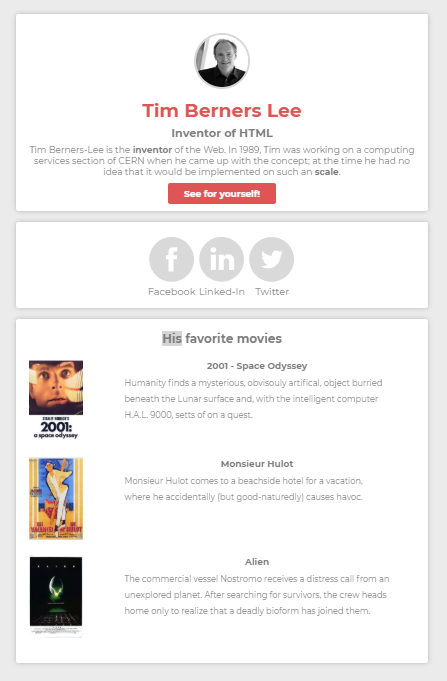 Tim Berners Lee
Inventor of HTML
Tim Berners-Lee is the inventor of the Web. In 1989, Tim was working on a computing
services section of CERN when he came up with the concept; at the time he had no
idea that it would be implemented on such an scale.
See for yourself!
f
in
Facebook Linked-In Twitter
His favorite movies
2001 - Space Odyssey
Humanity finds a mysterious, obvisouly artifical, object burried
beneath the Lunar surface and, with the intelligent computer
H.A.L. 9000, setts of on a quest.
STANLEY KUBRICK'S
2001:
a space odyssey
Monsieur Hulot
Monsieur Hulot comes to a beachside hotel for a vacation,
where he accidentally (but good-naturedly) causes havoc.
Alien
The commercial vessel Nostromo receives a distress call from an
unexplored planet. After searching for survivors, the crew heads
home only to realize that a deadly bioform has joined them.
ALIEN